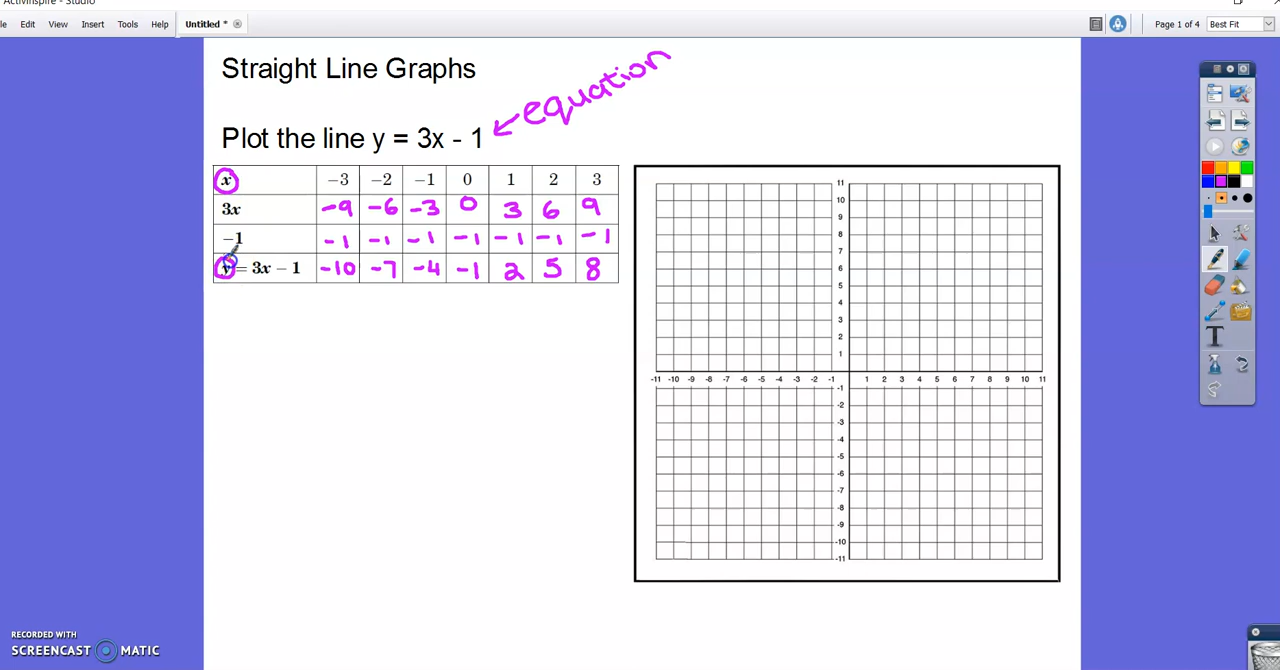 ActivInspire - Studio
le Edit View Insert Tools Help Untitled * Page 1 of 4 Best Fit
Straight Line Graphs
equation
Plot the line y = 3x - 1
x −3 −2 −1 0 1 2 3
3x −9 −6 −3 0 3 6 9
−1 −1 −1 −1 −1 −1 −1 −1
y = 3x − 1 −10 −7 −4 −1 2 5 8
11
10
9
8
7
6
5
4
3
2
1
-11 -10 -9 -8 -7 -6 -5 -4 -3 -2 -1 1 2 3 4 5 6 7 8 9 10 11
-1
-2
-3
-4
-5
-6
-7
-8
-9
-10
-11
T
RECORDED WITH
SCREENCAST MATIC